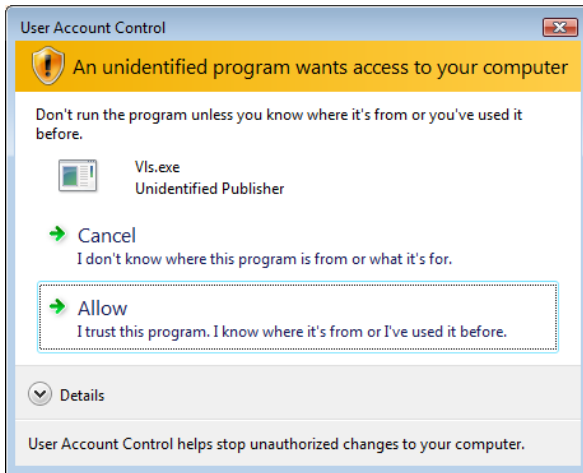 User Account Control
An unidentified program wants access to your computer
Don't run the program unless you know where it's from or you've used it
before.
Vls.exe
Unidentified Publisher
Cancel
I don't know where this program is from or what it's for.
Allow
I trust this program. I know where it's from or I've used it before.
Details
User Account Control helps stop unauthorized changes to your computer.